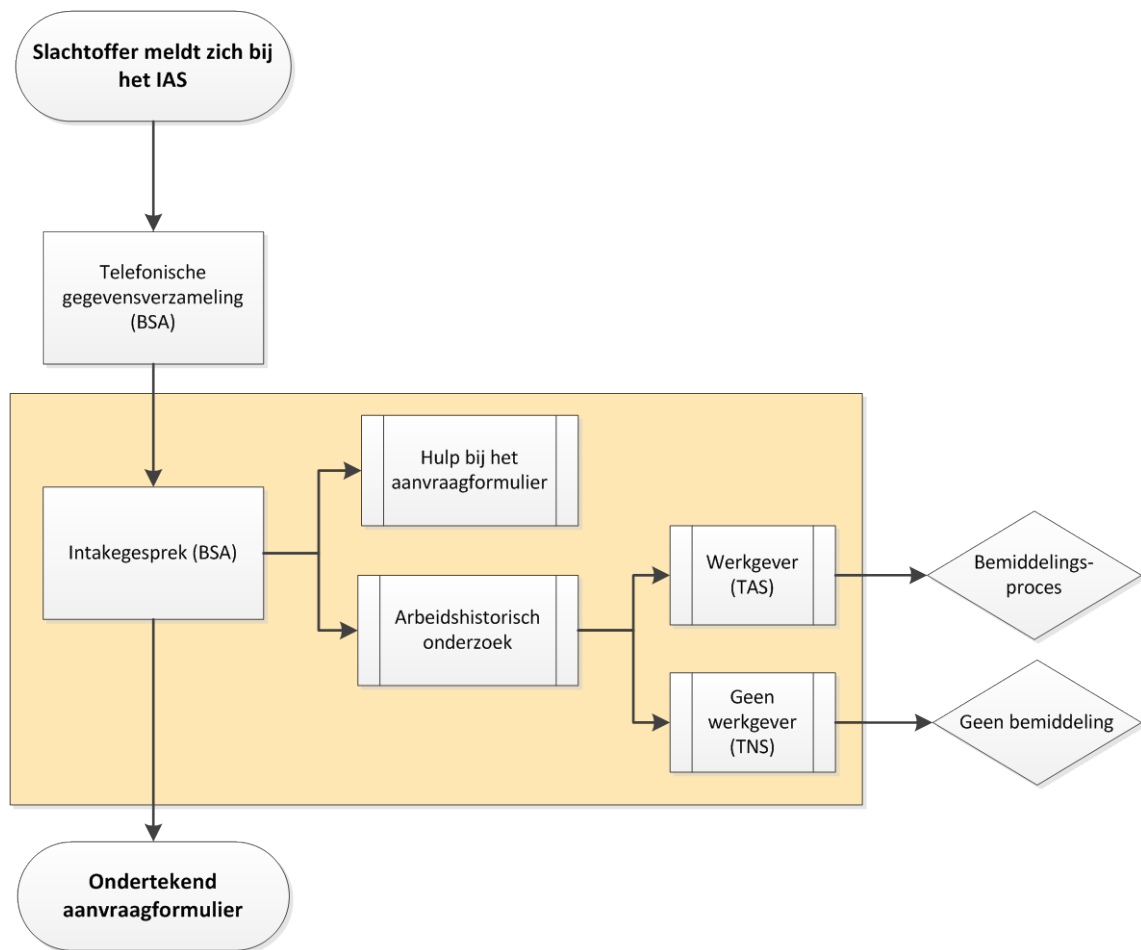 Slachtoffer meldt zich bij
het IAS
Telefonische
gegevensverzameling
(BSA)
Hulp bij het
aanvraagformulier
Intakegesprek (BSA)
Arbeidshistorisch
onderzoek
Werkgever
(TAS)
Bemiddelings-
proces
Geen
werkgever
(TNS)
Geen bemiddeling
Ondertekend
aanvraagformulier